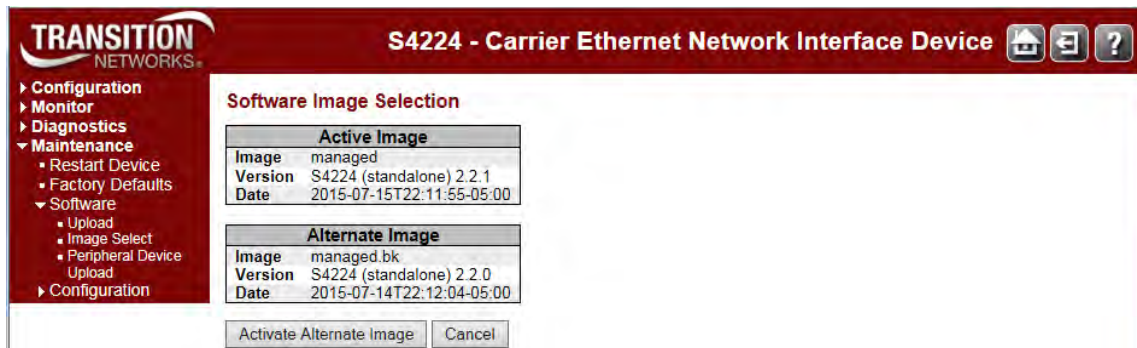 TRANSITION
NETWORKS®
S4224 - Carrier Ethernet Network Interface Device
?
Configuration
Monitor
Diagnostics
Maintenance
Restart Device
Factory Defaults
Software
Upload
Image Select
Peripheral Device
Upload
Configuration
Software Image Selection
Active Image
Image managed
Version S4224 (standalone) 2.2.1
Date 2015-07-15T22:11:55-05:00
Alternate Image
Image managed.bk
Version S4224 (standalone) 2.2.0
Date 2015-07-14T22:12:04-05:00
Activate Alternate Image Cancel